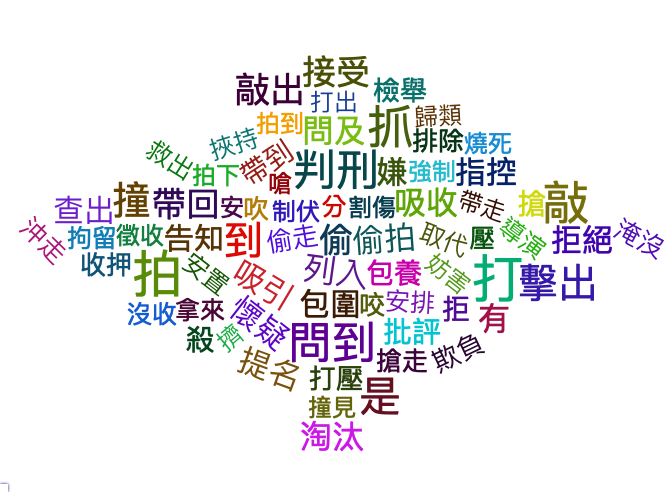 接受
敲出
檢舉
打出
歸類
拍到
問及
抓
排除
燒死
挾持
救出
帶到
拍下
判刑
嫌
強制
指控
嗆
查出
撞
帶回
安
吹
制伏
分
割傷
吸收
帶走
搶
敲
沖走
拘留
徵收
告知
到
偷走
偷
偷拍
取代
壓
導演
拒絕
淹沒
收押
拍
安置
吸引
列入
包養
妨害
打
擊出
沒收
拿來
懷疑
包圍
咬
安排
拒
有
殺
擠
問到
批評
提名
打壓
搶走
欺負
撞見
是
淘汰